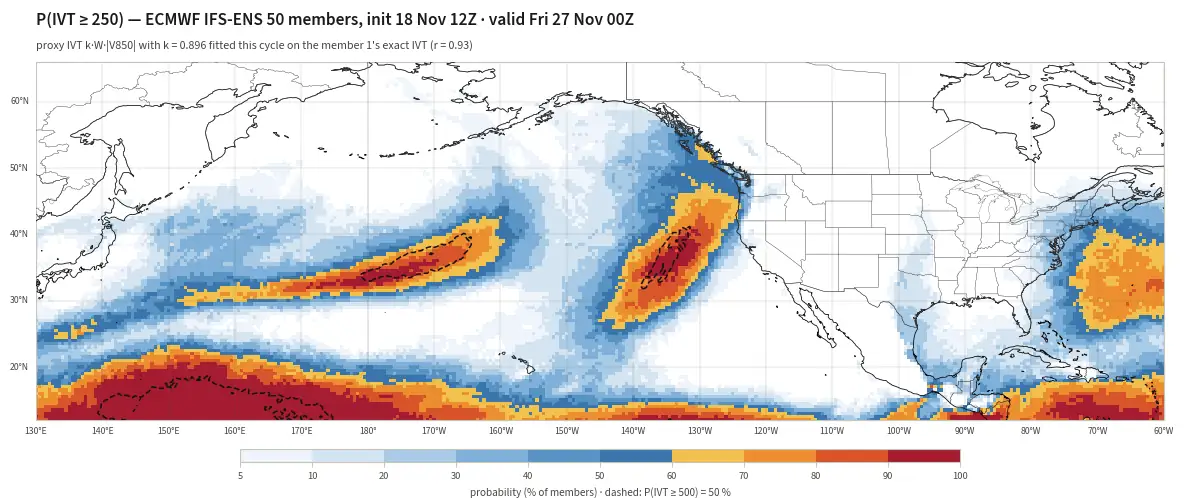 P(IVT ≥ 250) — ECMWF IFS-ENS 50 members, init 18 Nov 12Z · valid Fri 27 Nov 00Z
proxy IVT k·W·|V850| with k = 0.896 fitted this cycle on the member 1's exact IVT (r = 0.93)
60°N
50°N
40°N
30°N
20°N
130°E 140°E 150°E 160°E 170°E 180° 170°W 160°W 150°W 140°W 130°W 120°W 110°W 100°W 90°W 80°W 70°W 60°W
5 10 20 30 40 50 60 70 80 90 100
probability (% of members) · dashed: P(IVT ≥ 500) = 50 %